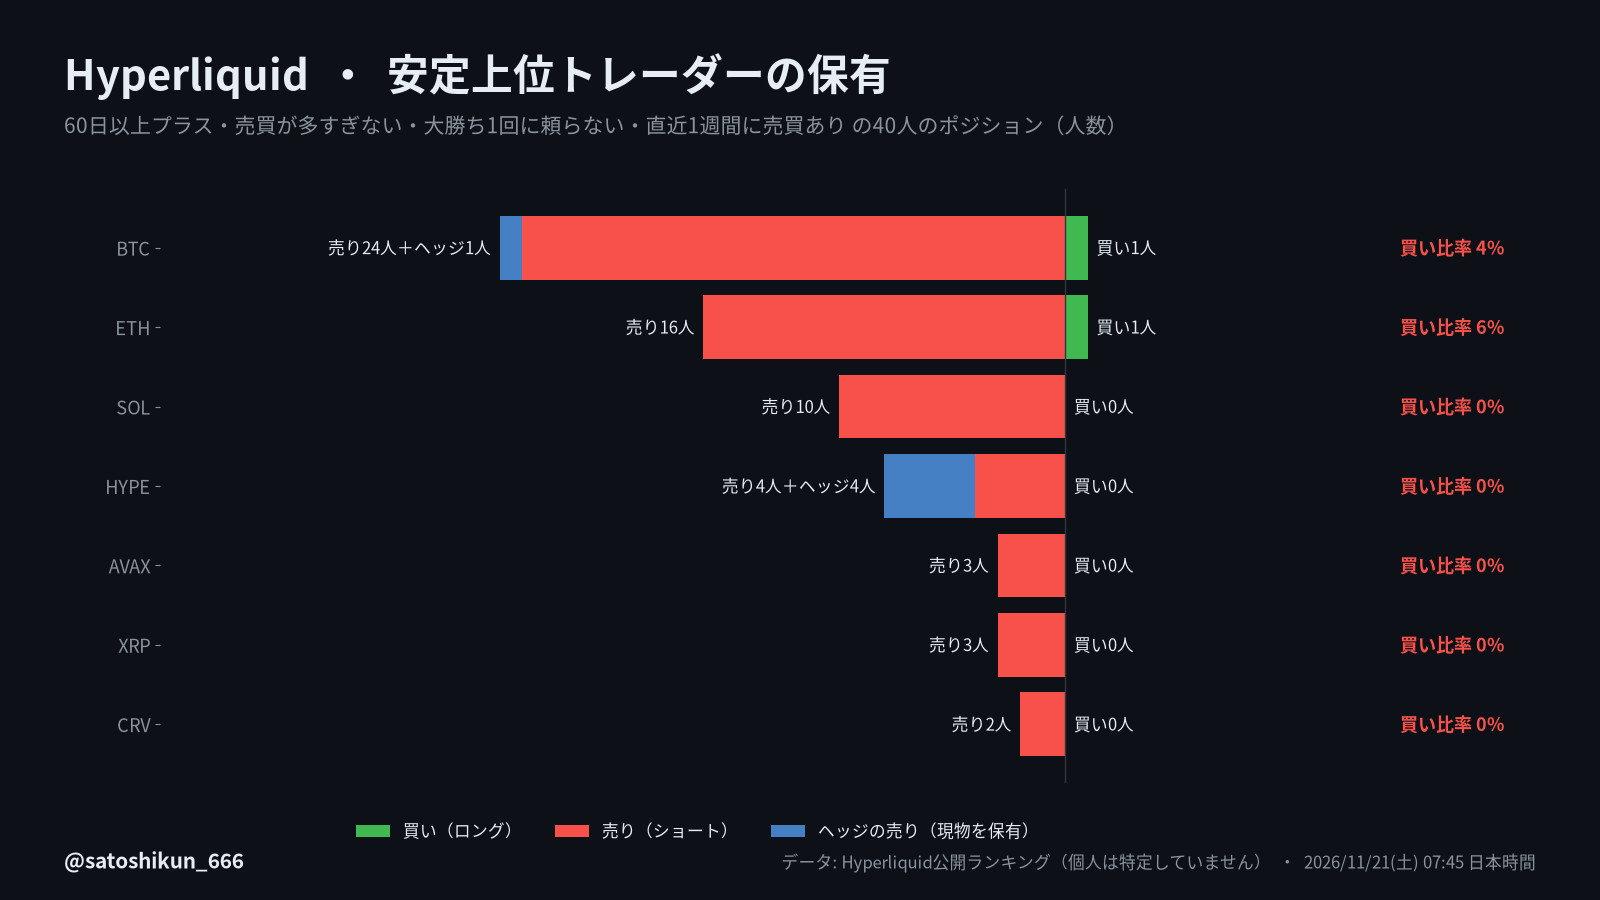 Hyperliquid ・ 安定上位トレーダーの保有
60日以上プラス・売買が多すぎない・大勝ち1回に頼らない・直近1週間に売買あり の40人のポジション（人数）
BTC 売り24人＋ヘッジ1人 買い1人 買い比率 4%
ETH 売り16人 買い1人 買い比率 6%
SOL 売り10人 買い0人 買い比率 0%
HYPE 売り4人＋ヘッジ4人 買い0人 買い比率 0%
AVAX 売り3人 買い0人 買い比率 0%
XRP 売り3人 買い0人 買い比率 0%
CRV 売り2人 買い0人 買い比率 0%
買い（ロング） 売り（ショート） ヘッジの売り（現物を保有）
@satoshikun_666 データ: Hyperliquid公開ランキング（個人は特定していません） ・ 2026/11/21(土) 07:45 日本時間